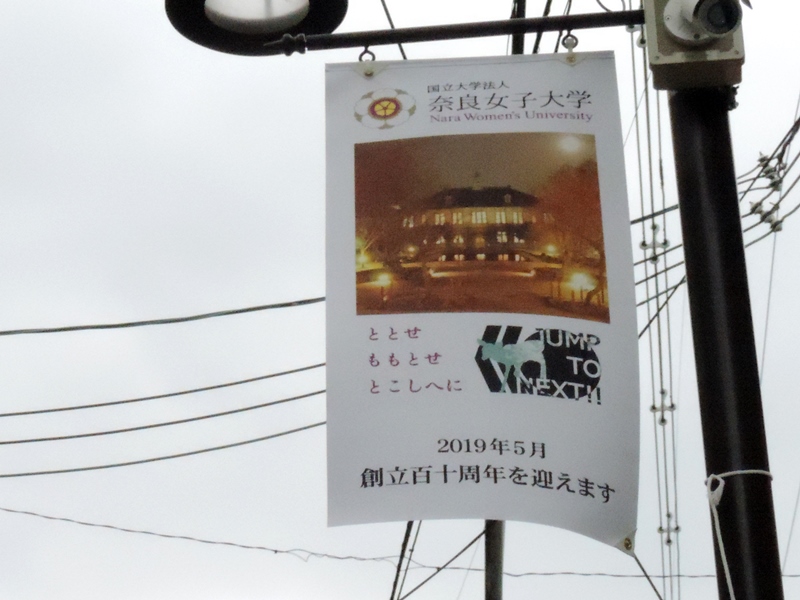 国立大学法人
奈良女子大学
Nara Women's University
ととせ
ももとせ
とこしへに
JUMP
TO
NEXT!!
2019年5月
創立百十周年を迎えます